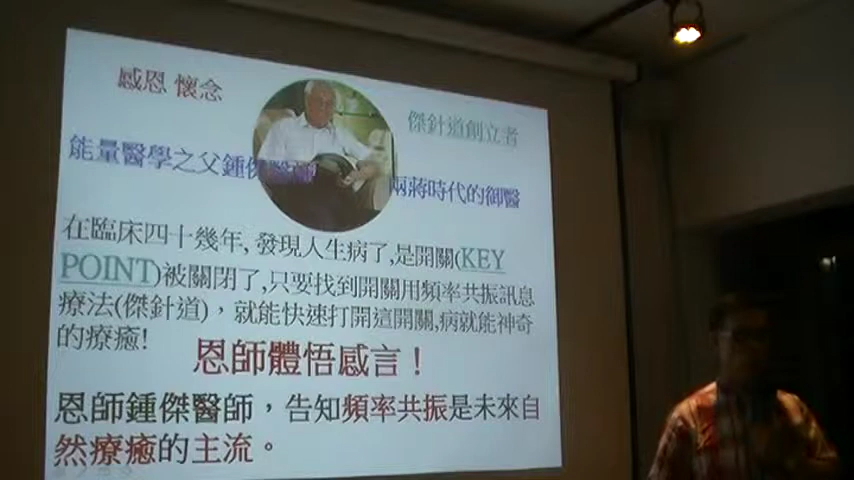 感恩 懷念
傑針道創立者
能量醫學之父鍾傑醫師
兩蔣時代的御醫
在臨床四十幾年, 發現人生病了,是開關(KEY
POINT)被關閉了,只要找到開關用頻率共振訊息
療法(傑針道)，就能快速打開這開關,病就能神奇
的療癒!
恩師體悟感言！
恩師鍾傑醫師，告知頻率共振是未來自
然療癒的主流。